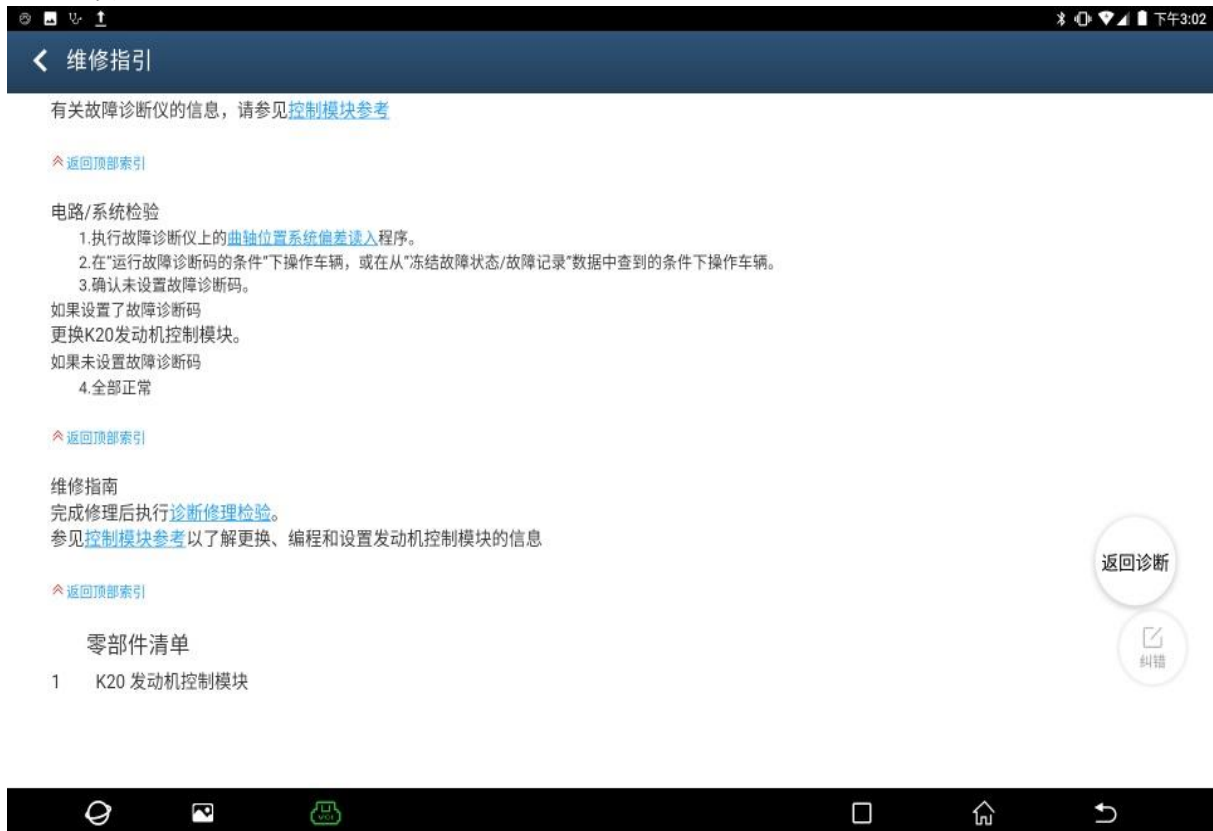 下午3:02
维修指引
有关故障诊断仪的信息，请参见控制模块参考
返回顶部索引
电路/系统检验
1.执行故障诊断仪上的曲轴位置系统偏差读入程序。
2.在"运行故障诊断码的条件"下操作车辆，或在从"冻结故障状态/故障记录"数据中查到的条件下操作车辆。
3.确认未设置故障诊断码。
如果设置了故障诊断码
更换K20发动机控制模块。
如果未设置故障诊断码
4.全部正常
返回顶部索引
维修指南
完成修理后执行诊断修理检验。
参见控制模块参考以了解更换、编程和设置发动机控制模块的信息
返回诊断
返回顶部索引
零部件清单
纠错
1 K20 发动机控制模块
VCI